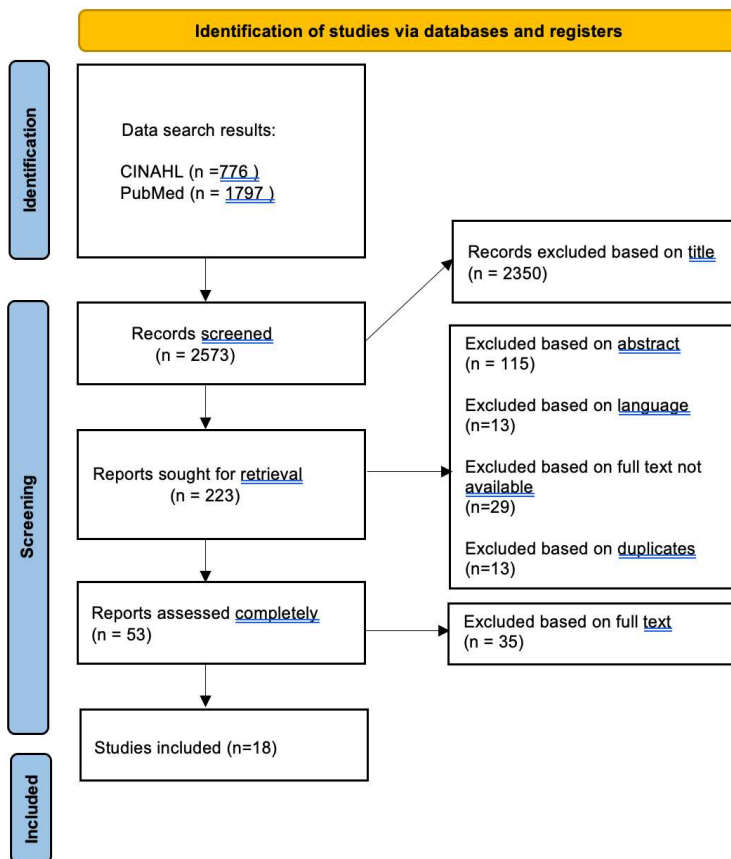 Identification of studies via databases and registers
Identification
Data search results:
CINAHL (n =776 )
PubMed (n = 1797 )
Records excluded based on title
(n = 2350)
Screening
Records screened
(n = 2573)
Excluded based on abstract
(n = 115)
Excluded based on language
(n=13)
Excluded based on full text not
available
(n=29)
Excluded based on duplicates
(n=13)
Reports sought for retrieval
(n = 223)
Reports assessed completely
(n = 53)
Excluded based on full text
(n = 35)
Studies included (n=18)
Included